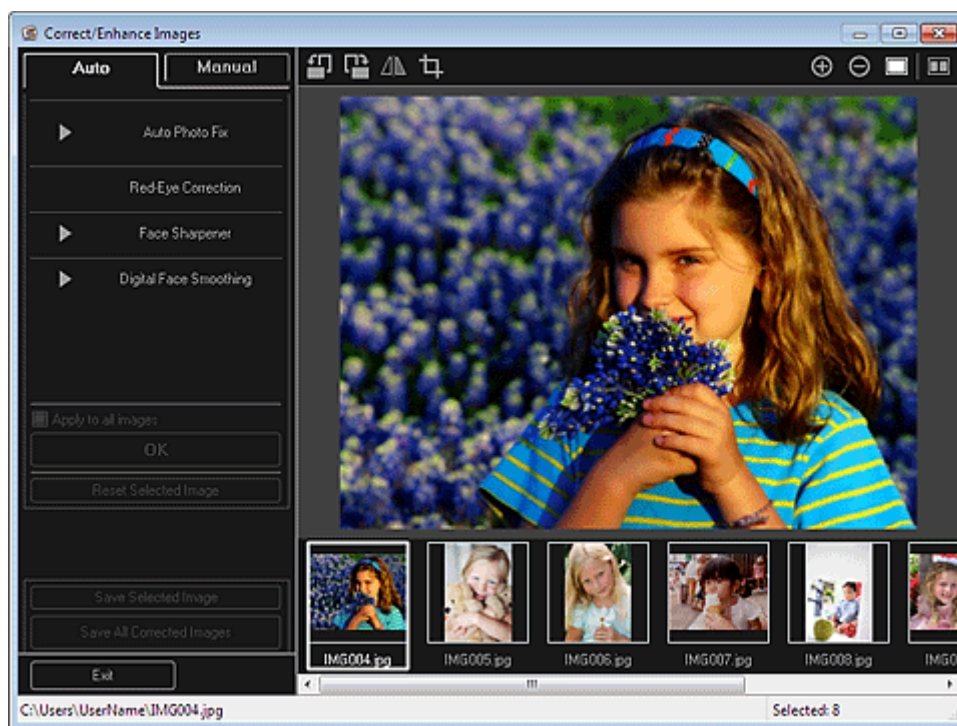 Correct/Enhance Images
Auto
Manual
Auto Photo Fix
Red-Eye Correction
Face Sharpener
Digital Face Smoothing
Apply to all images
OK
Reset Selected Image
Save Selected Image
Save All Corrected Images
Exit
IMG004.jpg
IMG005.jpg
IMG006.jpg
IMG007.jpg
IMG008.jpg
IMG0
C:\Users\UserName\IMG004.jpg
Selected: 8